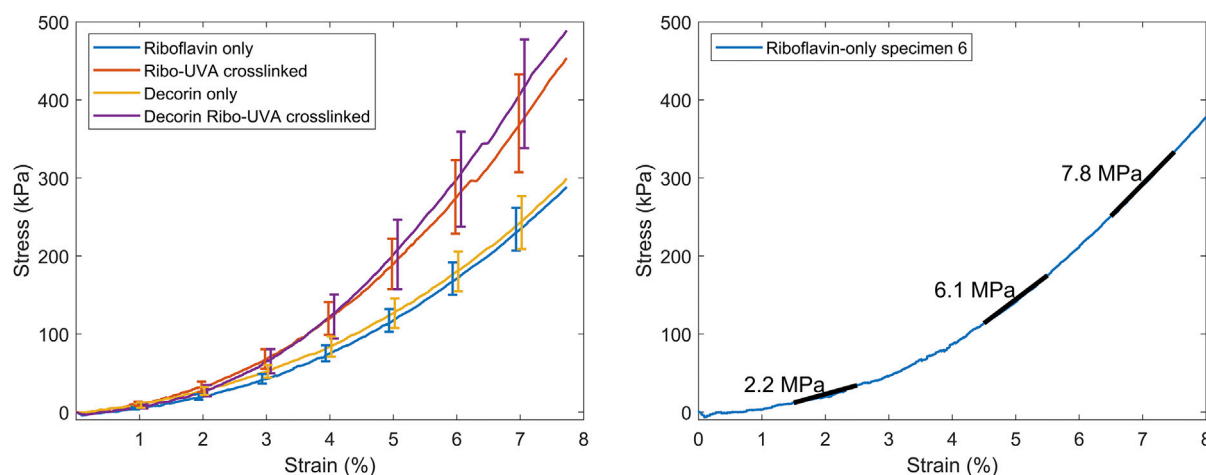 500
400
300
200
100
0
Stress (kPa)
Riboflavin only
Ribo-UVA crosslinked
Decorin only
Decorin Ribo-UVA crosslinked
1 2 3 4 5 6 7 8
Strain (%)
500
400
300
200
100
0
Stress (kPa)
Riboflavin-only specimen 6
7.8 MPa
6.1 MPa
2.2 MPa
0 1 2 3 4 5 6 7 8
Strain (%)